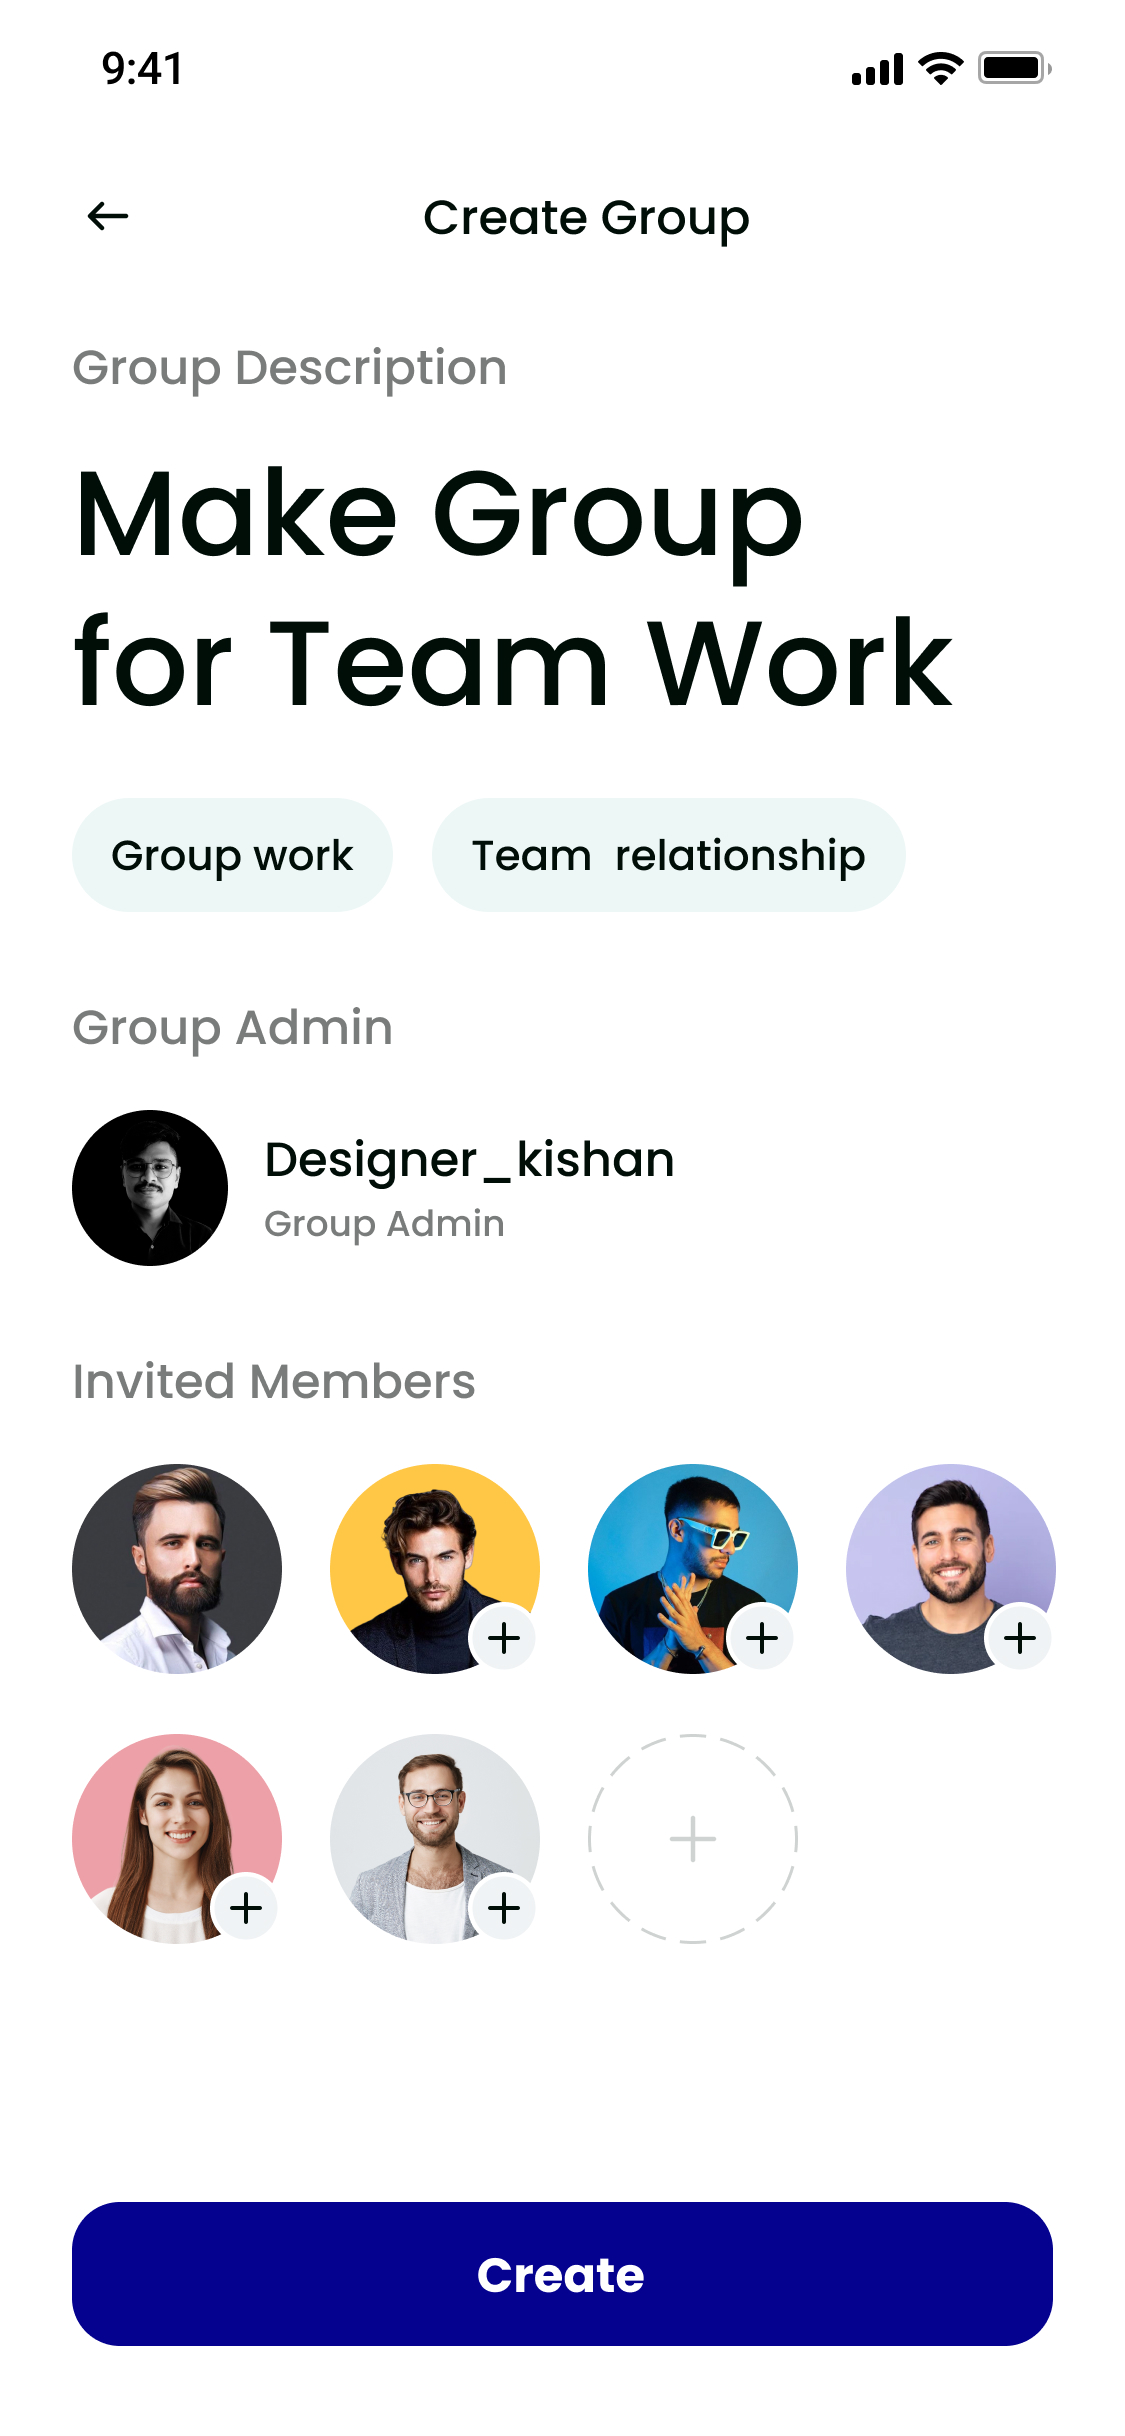 9:41
Create Group
Group Description
Make Group
for Team Work
Group work
Team  relationship
Group Admin
Designer_kishan
Group Admin
Invited Members
Create